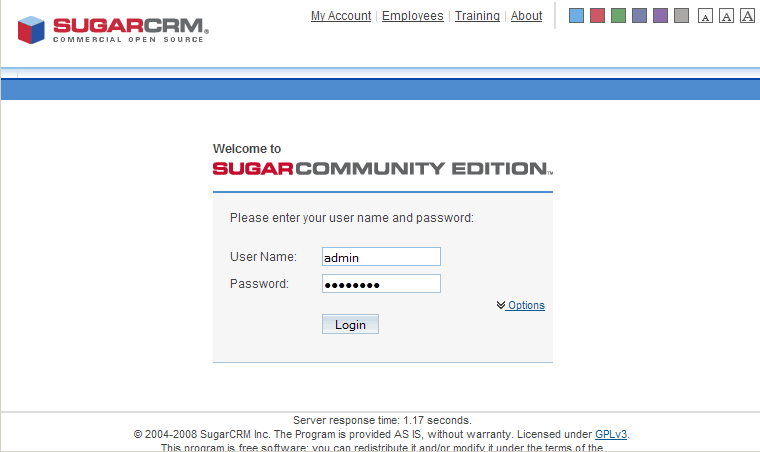 SUGARCRM®
COMMERCIAL OPEN SOURCE
My Account | Employees | Training | About
A A A
Welcome to
SUGARCOMMUNITY EDITION™
Please enter your user name and password:
User Name: admin
Password: ●●●●●●●●
Options
Login
Server response time: 1.17 seconds.
© 2004-2008 SugarCRM Inc. The Program is provided AS IS, without warranty. Licensed under GPLv3.
This program is free software; you can redistribute it and/or modify it under the terms of the